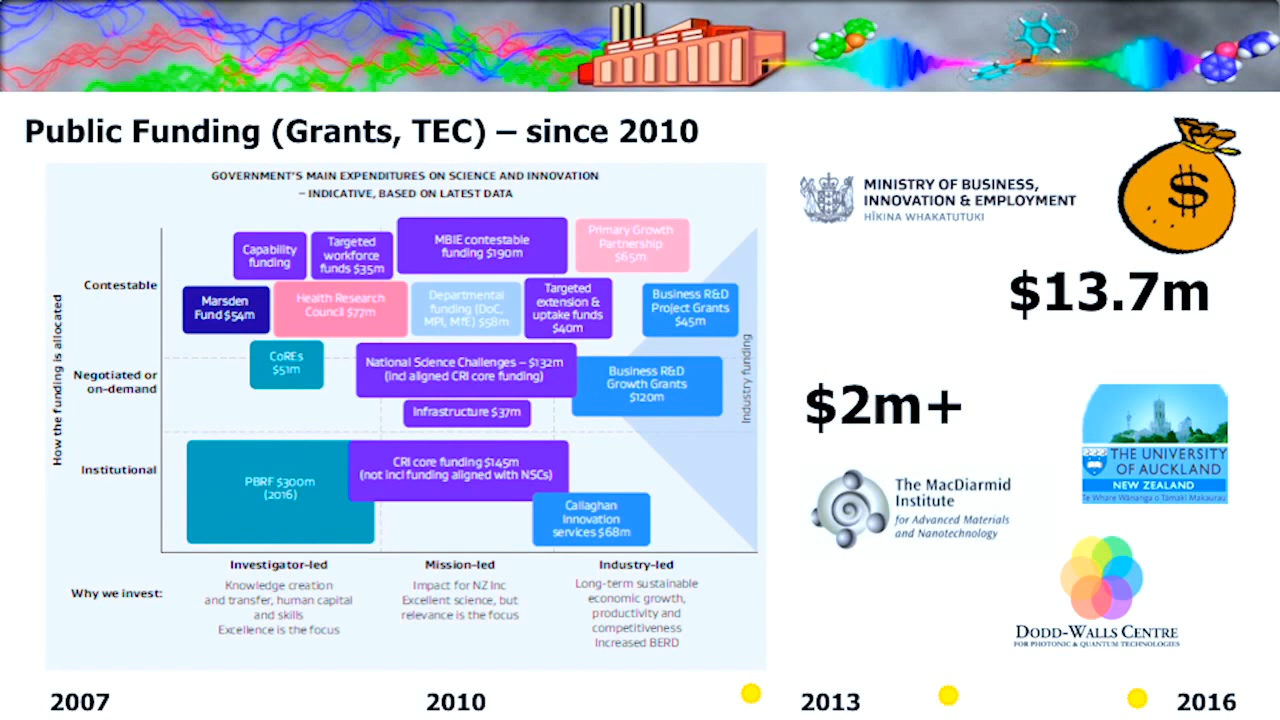 Public Funding (Grants, TEC) – since 2010
GOVERNMENT'S MAIN EXPENDITURES ON SCIENCE AND INNOVATION
– INDICATIVE, BASED ON LATEST DATA
How the funding is allocated
Contestable
Negotiated or
on-demand
Institutional
Capability
funding
Targeted
workforce
funds $35m
MBIE contestable
funding $190m
Primary Growth
Partnership
$65m
Marsden
Fund $54m
Health Research
Council $77m
Departmental
funding (DoC,
MPI, MfE) $58m
Targeted
extension &
uptake funds
$40m
Business R&D
Project Grants
$45m
CoREs
$51m
National Science Challenges – $132m
(incl aligned CRI core funding)
Business R&D
Growth Grants
$120m
Infrastructure $37m
Industry funding
PBRF $300m
(2016)
CRI core funding $145m
(not incl funding aligned with NSCs)
Callaghan
Innovation
services $68m
Why we invest:
Investigator-led
Knowledge creation
and transfer, human capital
and skills
Excellence is the focus
Mission-led
Impact for NZ Inc
Excellent science, but
relevance is the focus
Industry-led
Long-term sustainable
economic growth,
productivity and
competitiveness
Increased BERD
MINISTRY OF BUSINESS,
INNOVATION & EMPLOYMENT
HĪKINA WHAKATUTUKI
$
$13.7m
$2m+
THE UNIVERSITY
OF AUCKLAND
NEW ZEALAND
Te Whare Wānanga o Tāmaki Makaurau
The MacDiarmid
Institute
for Advanced Materials
and Nanotechnology
DODD-WALLS CENTRE
FOR PHOTONIC & QUANTUM TECHNOLOGIES
2007
2010
2013
2016